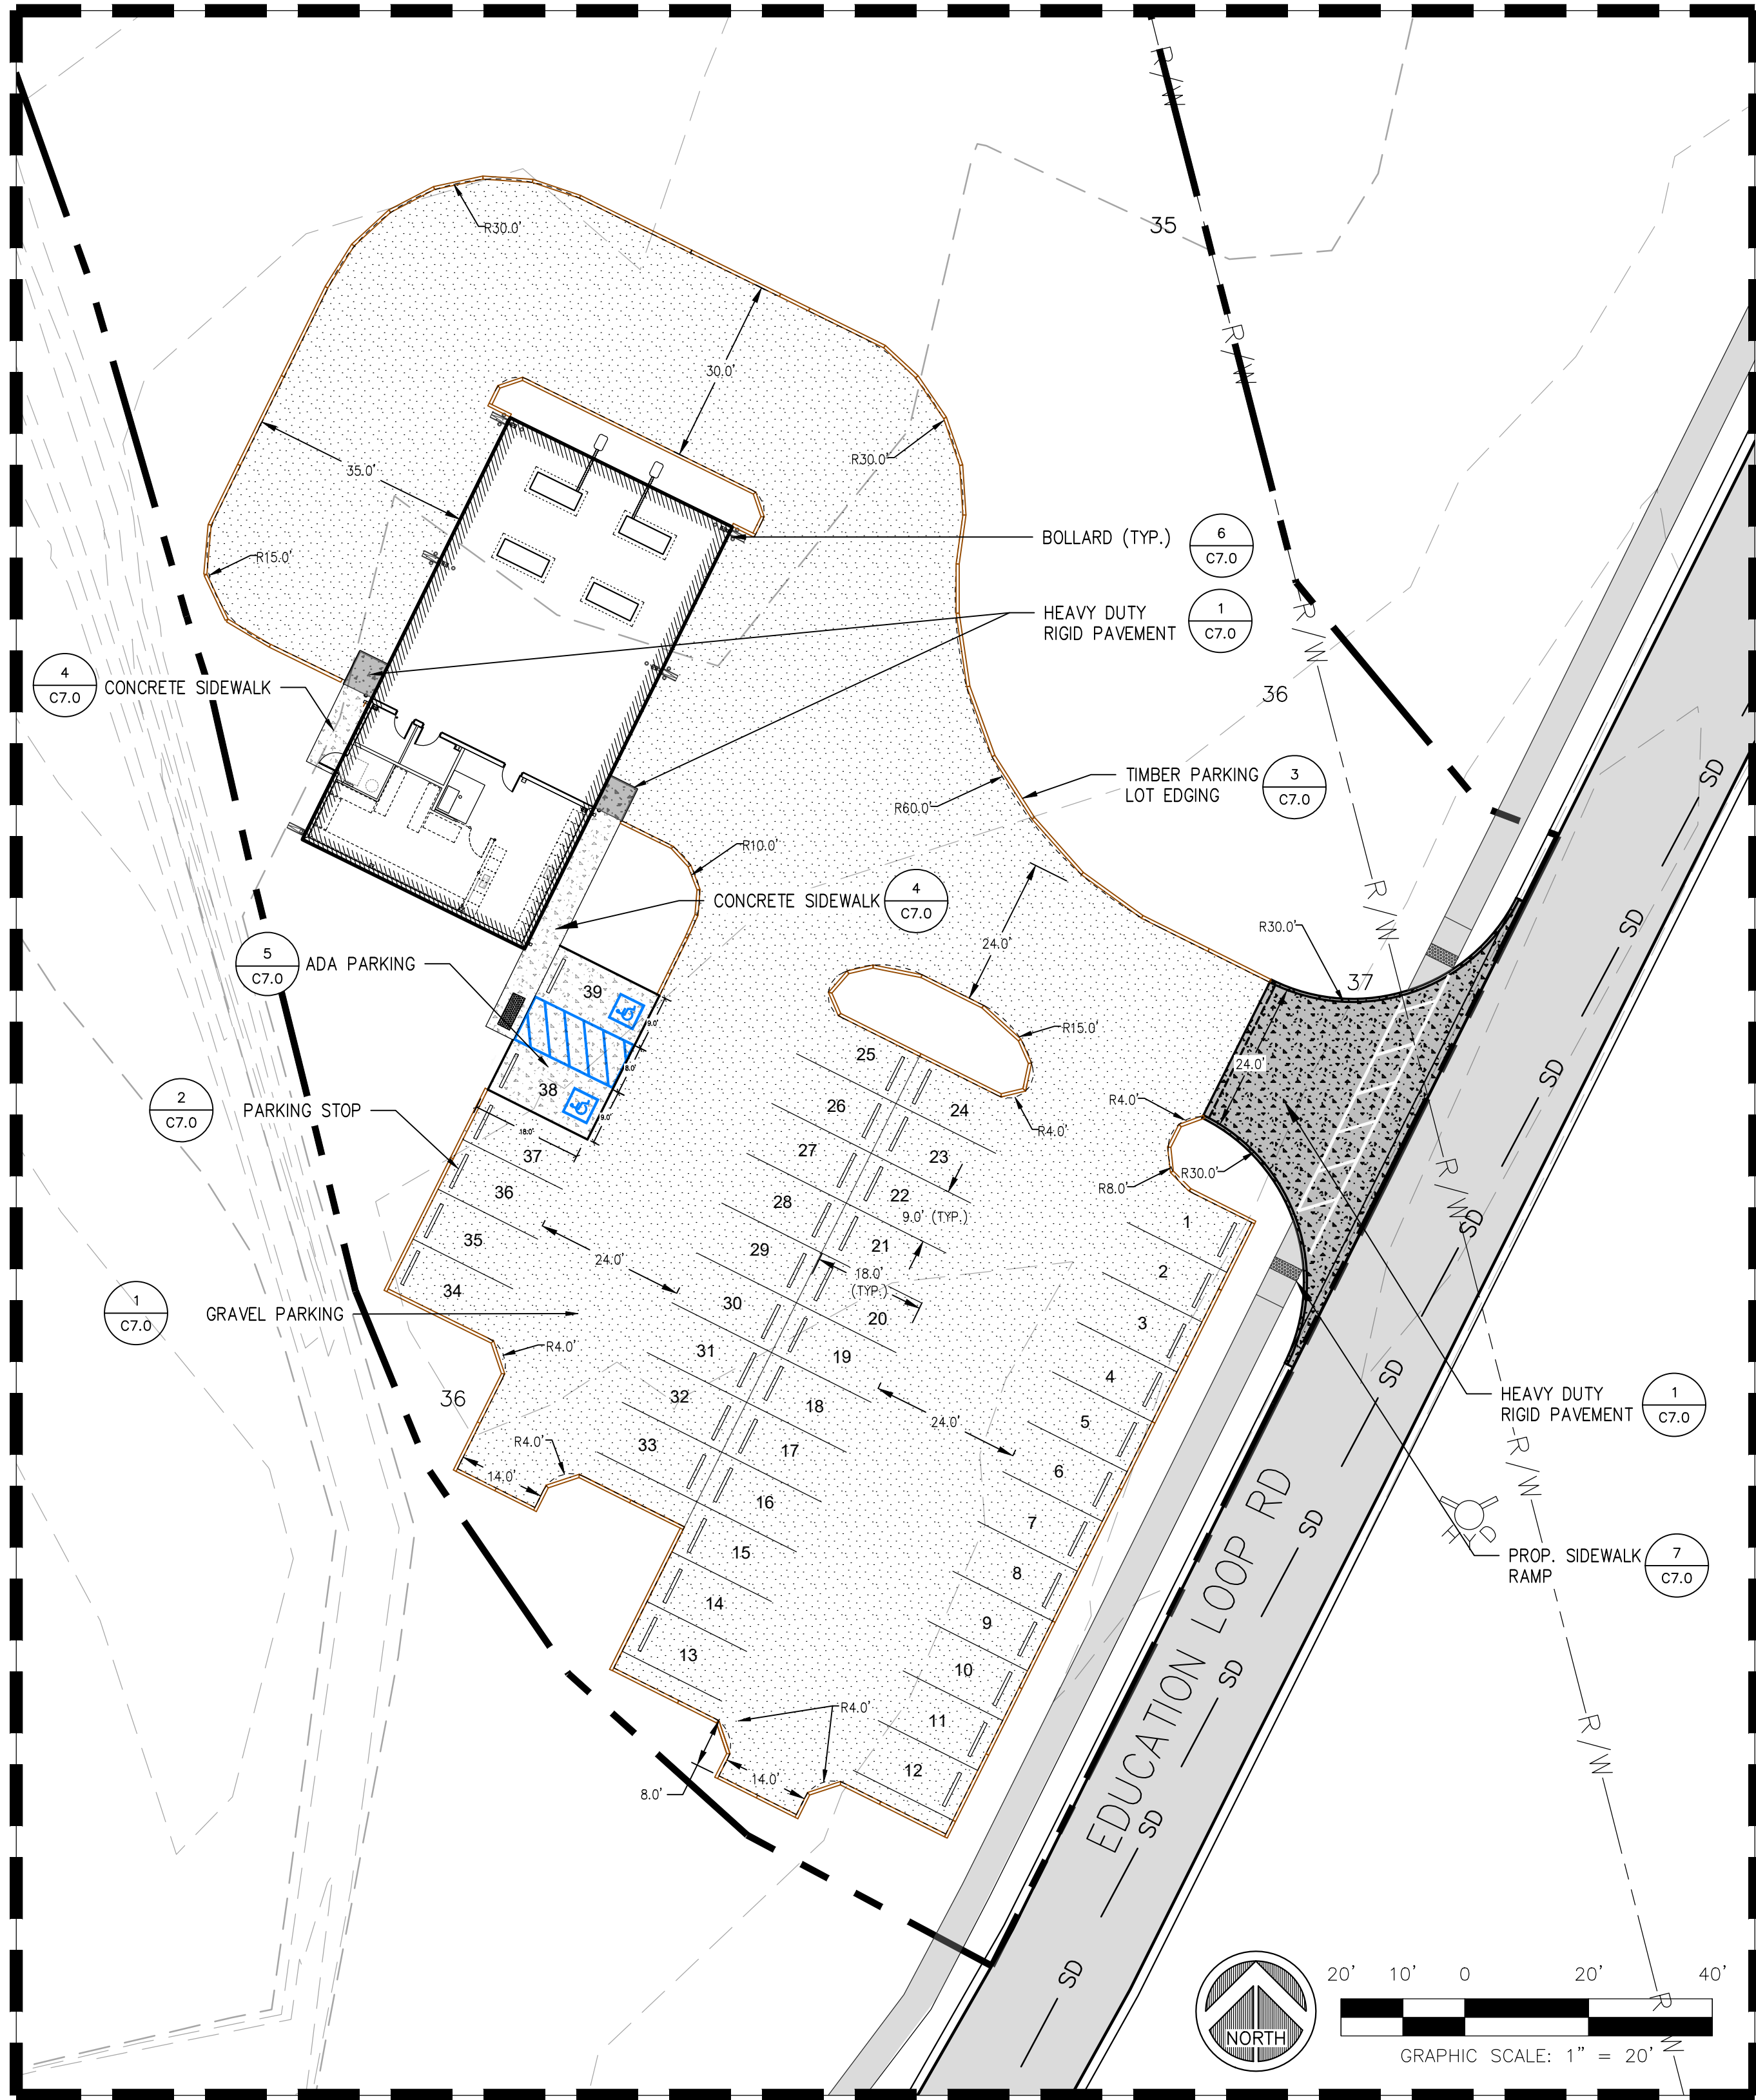 R/W
35
R30.0'
R/W
30.0'
R30.0'
35.0'
BOLLARD (TYP.)
6
C7.0
R15.0'
HEAVY DUTY
RIGID PAVEMENT
1
C7.0
R/W
4
C7.0
CONCRETE SIDEWALK
36
TIMBER PARKING
LOT EDGING
3
C7.0
R60.0'
SD
R10.0'
CONCRETE SIDEWALK
4
C7.0
R/W
SD
24.0'
R30.0'
5
C7.0
ADA PARKING
39
37
9.0'
R15.0'
25
8.0'
24.0'
SD
38
2
C7.0
PARKING STOP
26
24
R4.0'
9.0'
R4.0'
18.0'
37
27
23
R/W
R30.0'
R8.0'
36
28
22
9.0' (TYP.)
1
SD
35
29
21
24.0'
2
18.0'
(TYP.)
34
30
20
1
C7.0
GRAVEL PARKING
3
R4.0'
31
19
4
SD
36
32
18
24.0'
5
HEAVY DUTY
RIGID PAVEMENT
1
C7.0
R4.0'
33
17
R/W
14.0'
6
16
7
SD
EDUCATION LOOP RD
15
8
PROP. SIDEWALK
RAMP
7
C7.0
14
9
13
10
SD
R4.0'
11
R/W
12
14.0'
8.0'
SD
SD
NORTH
20' 10' 0 20' 40'
R/W
GRAPHIC SCALE: 1" = 20'